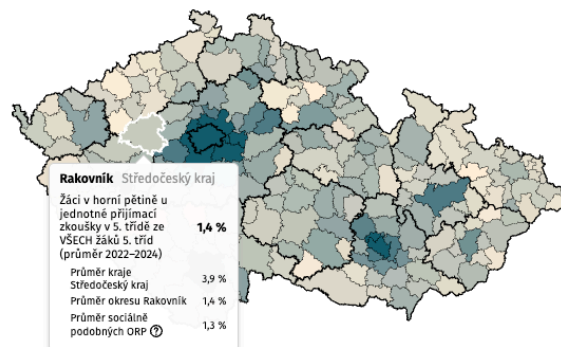 Rakovník Středočeský kraj
Žáci v horní pětině u
jednotné přijímací
zkoušky v 5. třídě ze
VŠECH žáků 5. tříd
(průměr 2022–2024)
1,4 %
Průměr kraje
Středočeský kraj
3,9 %
Průměr okresu Rakovník 1,4 %
Průměr sociálně
podobných ORP ?
1,3 %